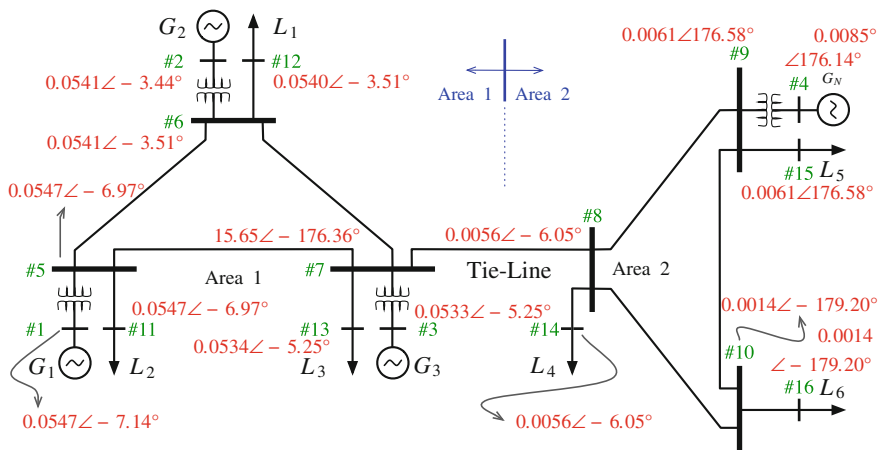 G₂
L₁
#2
#12
0.0541∠− 3.44°
0.0540∠− 3.51°
#6
0.0541∠− 3.51°
Area 1
Area 2
0.0061∠176.58°
#9
0.0085°
∠176.14°
#4
G_N
#15
L₅
0.0061∠176.58°
0.0547∠− 6.97°
15.65∠− 176.36°
0.0056∠− 6.05°
#8
#5
Area 1
#7
Tie-Line
Area 2
#1
#11
0.0547∠− 6.97°
#13
0.0534∠− 5.25°
#3
0.0533∠− 5.25°
#14
G₁
L₂
L₃
G₃
L₄
0.0014∠− 179.20°
#10
0.0014
∠− 179.20°
#16
L₆
0.0547∠− 7.14°
0.0056∠− 6.05°